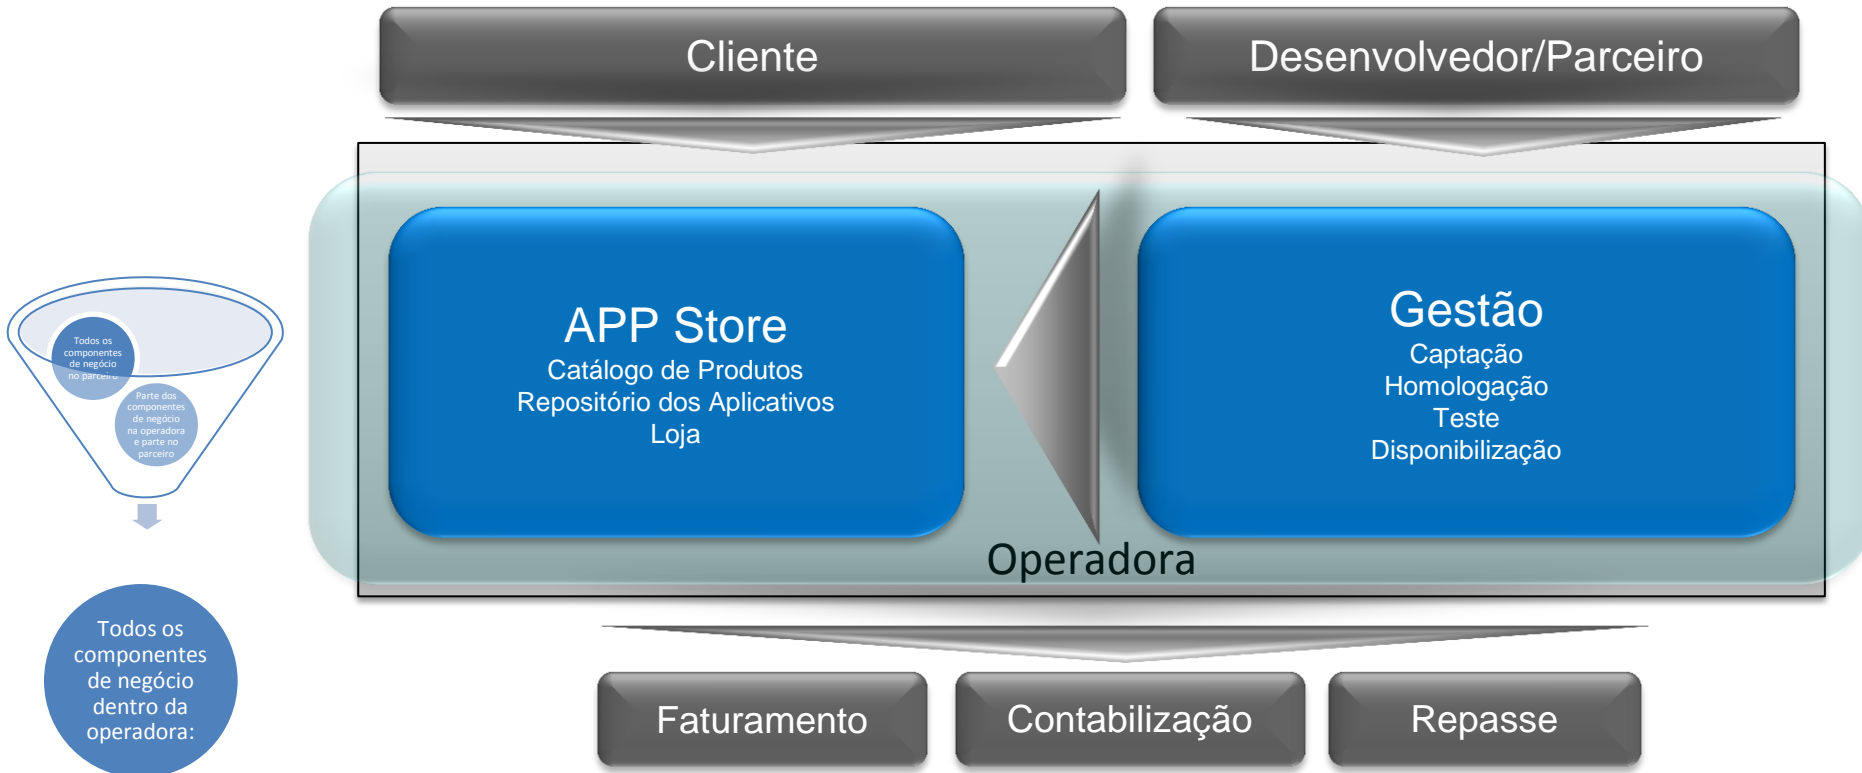 Cliente
Desenvolvedor/Parceiro
APP Store
Catálogo de Produtos
Repositório dos Aplicativos
Loja
Gestão
Captação
Homologação
Teste
Disponibilização
Operadora
Todos os
componentes
de negócio
no parceiro
Parte dos
componentes
de negócio
na operadora
e parte no
parceiro
Todos os
componentes
de negócio
dentro da
operadora:
Faturamento
Contabilização
Repasse